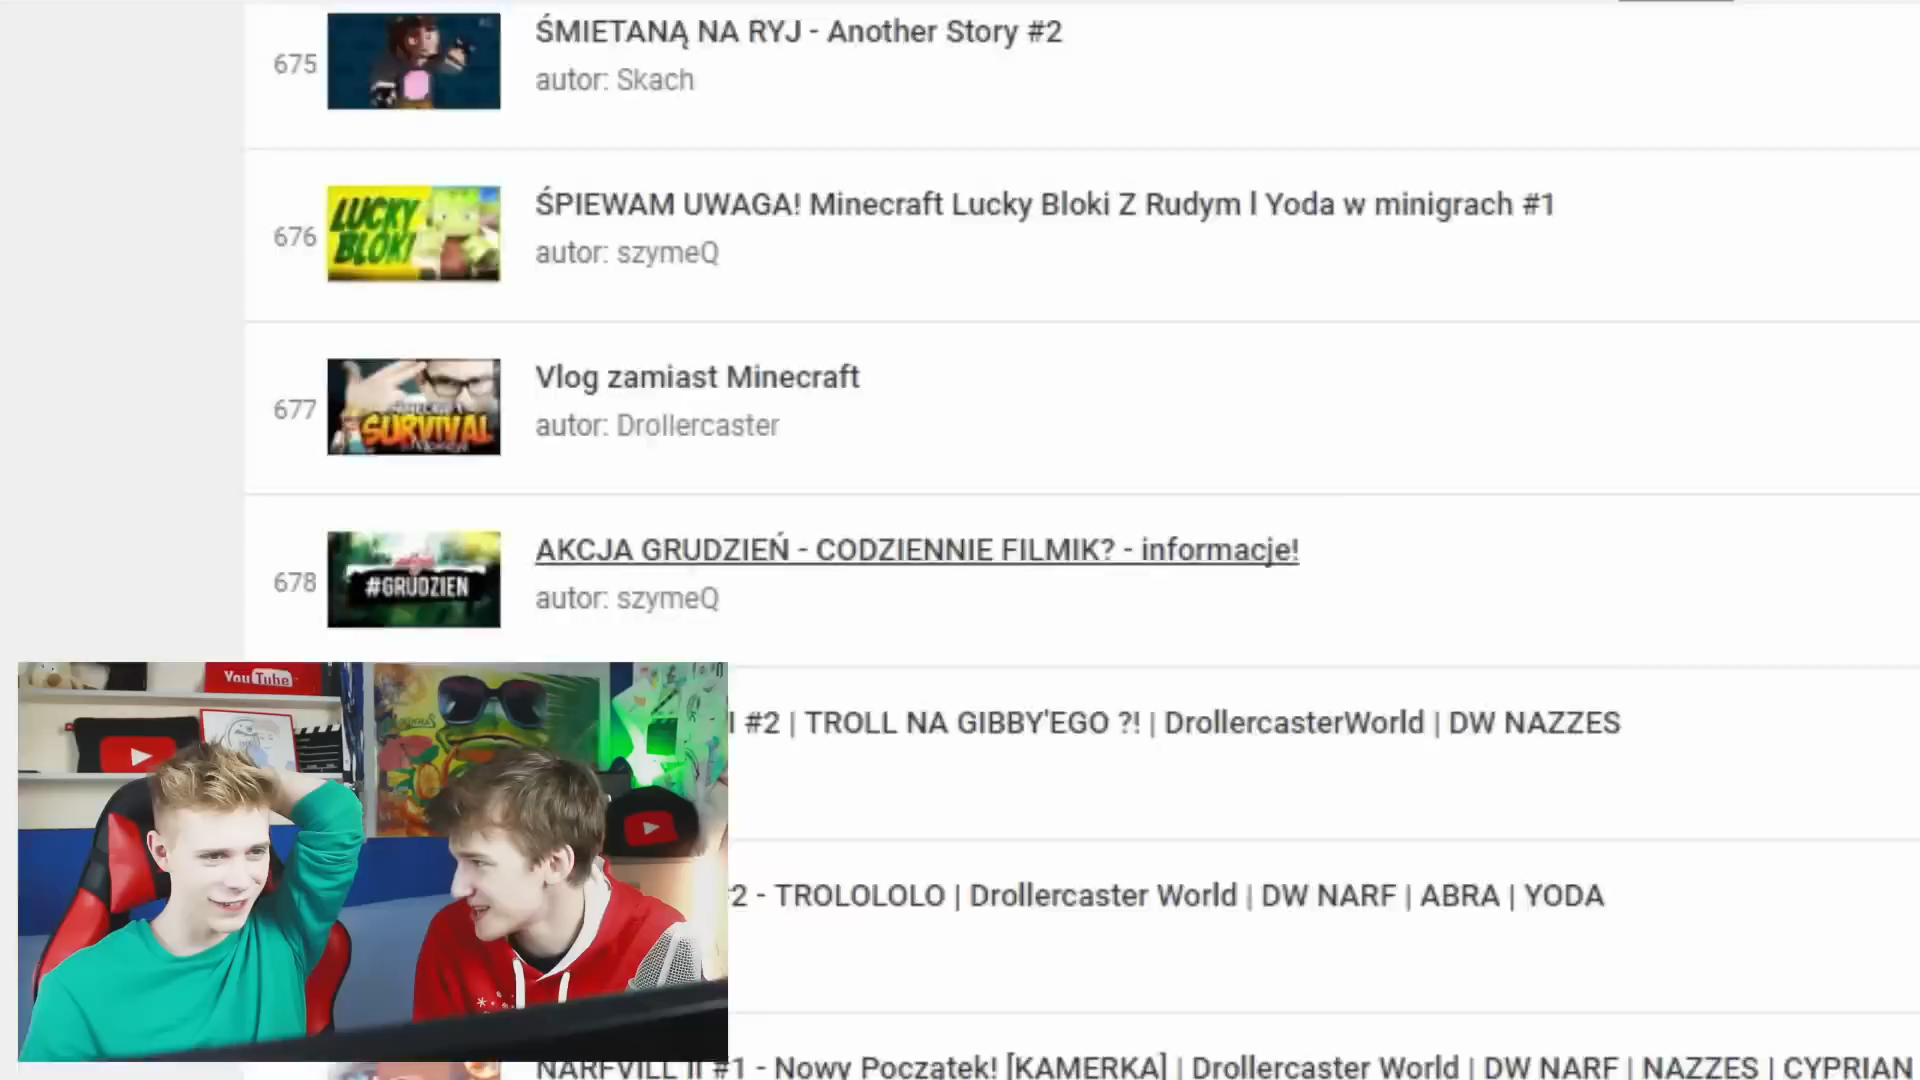 675
ŚMIETANĄ NA RYJ - Another Story #2
autor: Skach
676
LUCKY
BLOKI
ŚPIEWAM UWAGA! Minecraft Lucky Bloki Z Rudym l Yoda w minigrach #1
autor: szymeQ
677
SURVIVAL
Vlog zamiast Minecraft
autor: Drollercaster
678
#GRUDZIEN
AKCJA GRUDZIEŃ - CODZIENNIE FILMIK? - informacje!
autor: szymeQ
You Tube
#2 | TROLL NA GIBBY'EGO ?! | DrollercasterWorld | DW NAZZES
2 - TROLOLOLO | Drollercaster World | DW NARF | ABRA | YODA
NARFVILL II #1 - Nowy Początek! [KAMERKA] | Drollercaster World | DW NARF | NAZZES | CYPRIAN